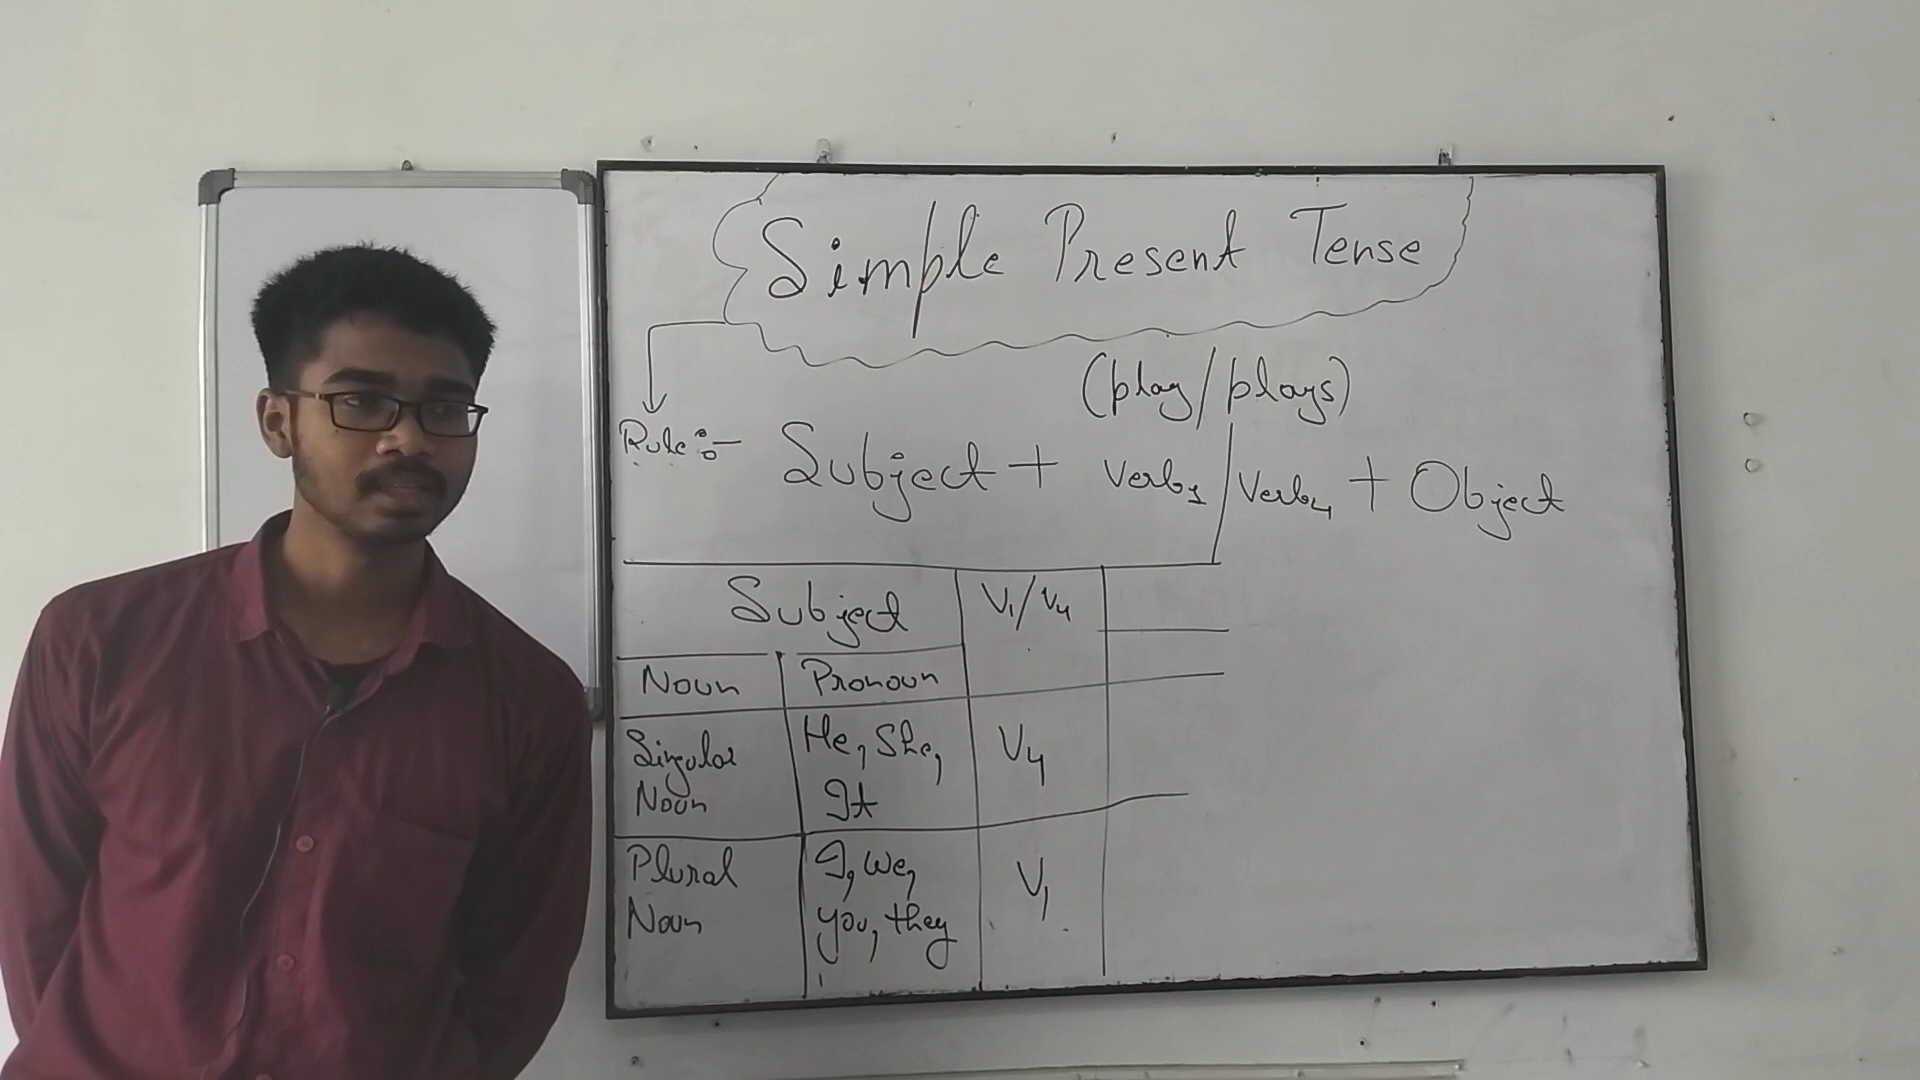 Simple Present Tense
(play/plays)
Rule:- Subject + Verb1/Verb4 + Object
Subject V1/V4
Noun Pronoun
Singular Noun He, She, It V4
Plural Noun I, We, you, they V1